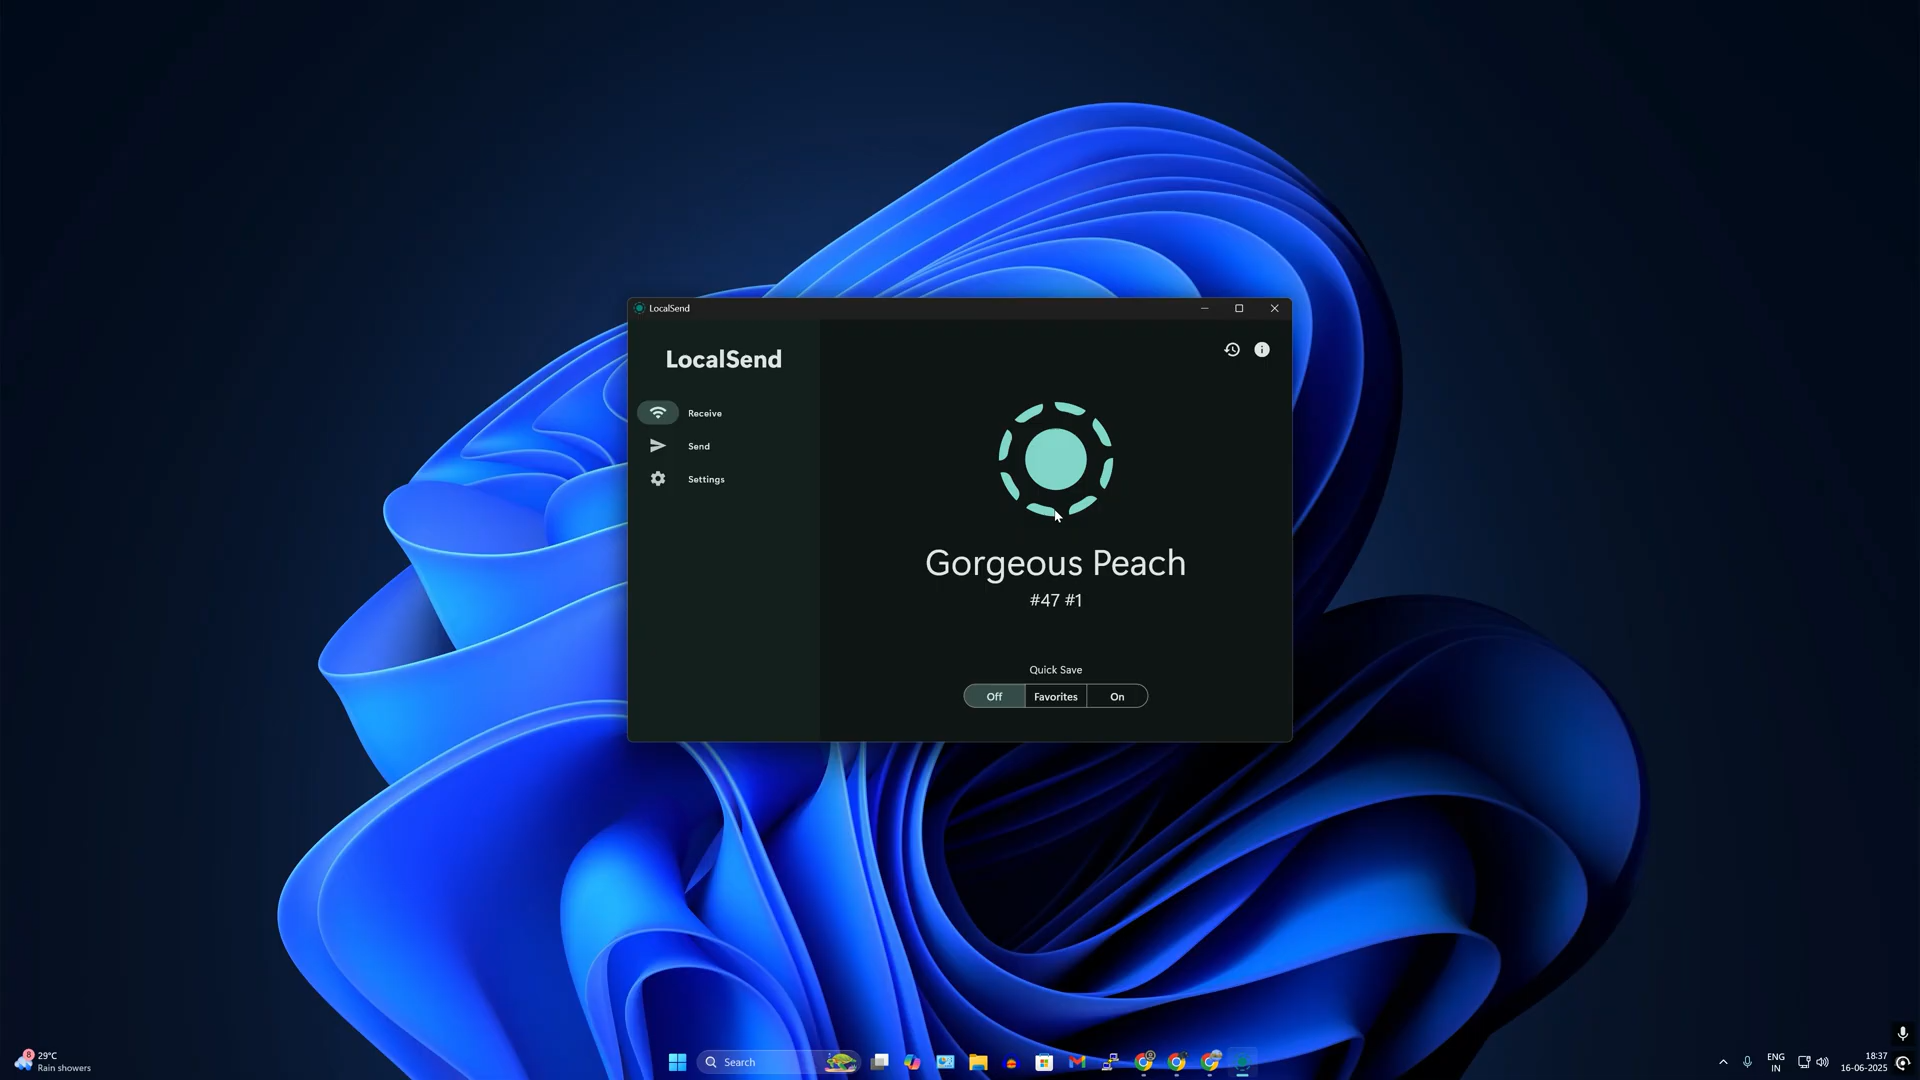 LocalSend
LocalSend
Receive
Send
Settings
Gorgeous Peach
#47 #1
Quick Save
Off Favorites On
8
29°C
Rain showers
Search
ENG
IN
18:37
16-06-2025